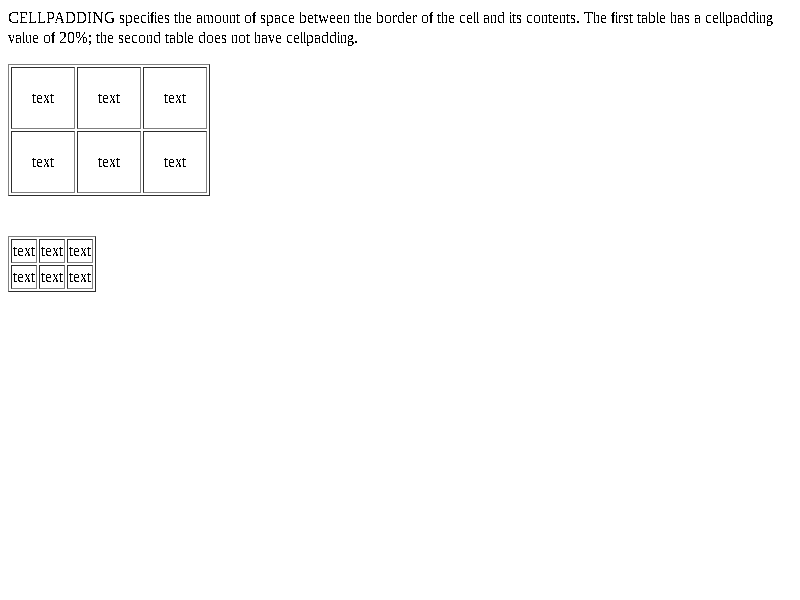 CELLPADDING specifies the amount of space between the border of the cell and its contents. The first table has a cellpadding
value of 20%; the second table does not have cellpadding.
text text text
text text text
text text text
text text text